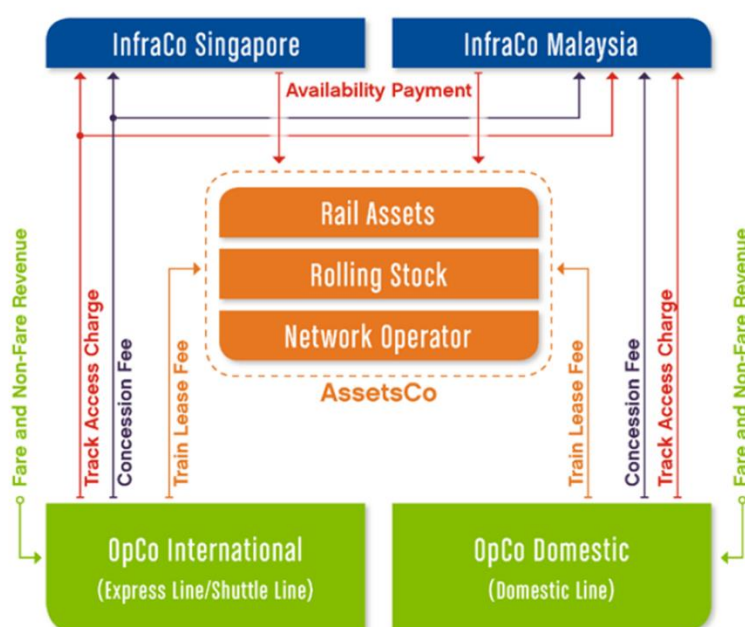 InfraCo Singapore
InfraCo Malaysia
Availability Payment
Rail Assets
Rolling Stock
Network Operator
AssetsCo
Fare and Non-Fare Revenue
Track Access Charge
Concession Fee
Train Lease Fee
Train Lease Fee
Concession Fee
Track Access Charge
Fare and Non-Fare Revenue
OpCo International
(Express Line/Shuttle Line)
OpCo Domestic
(Domestic Line)